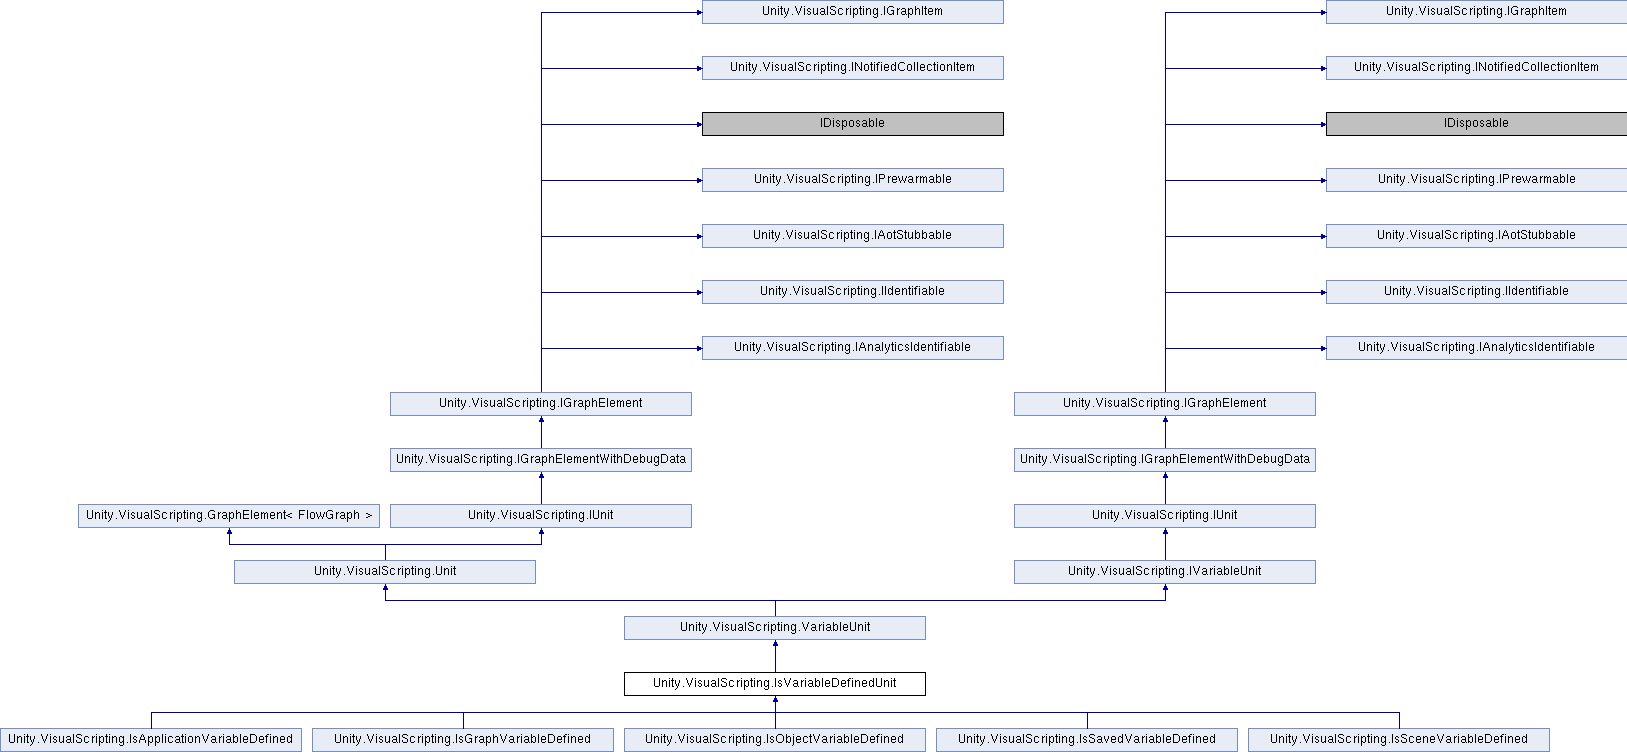 Unity.VisualScripting.IGraphItem
Unity.VisualScripting.IGraphItem
Unity.VisualScripting.INotifiedCollectionItem
Unity.VisualScripting.INotifiedCollectionItem
IDisposable
IDisposable
Unity.VisualScripting.IPrewarmable
Unity.VisualScripting.IPrewarmable
Unity.VisualScripting.IAotStubbable
Unity.VisualScripting.IAotStubbable
Unity.VisualScripting.IIdentifiable
Unity.VisualScripting.IIdentifiable
Unity.VisualScripting.IAnalyticsIdentifiable
Unity.VisualScripting.IAnalyticsIdentifiable
Unity.VisualScripting.IGraphElement
Unity.VisualScripting.IGraphElement
Unity.VisualScripting.IGraphElementWithDebugData
Unity.VisualScripting.IGraphElementWithDebugData
Unity.VisualScripting.GraphElement< FlowGraph >
Unity.VisualScripting.IUnit
Unity.VisualScripting.IUnit
Unity.VisualScripting.Unit
Unity.VisualScripting.IVariableUnit
Unity.VisualScripting.VariableUnit
Unity.VisualScripting.IsVariableDefinedUnit
Unity.VisualScripting.IsApplicationVariableDefined
Unity.VisualScripting.IsGraphVariableDefined
Unity.VisualScripting.IsObjectVariableDefined
Unity.VisualScripting.IsSavedVariableDefined
Unity.VisualScripting.IsSceneVariableDefined